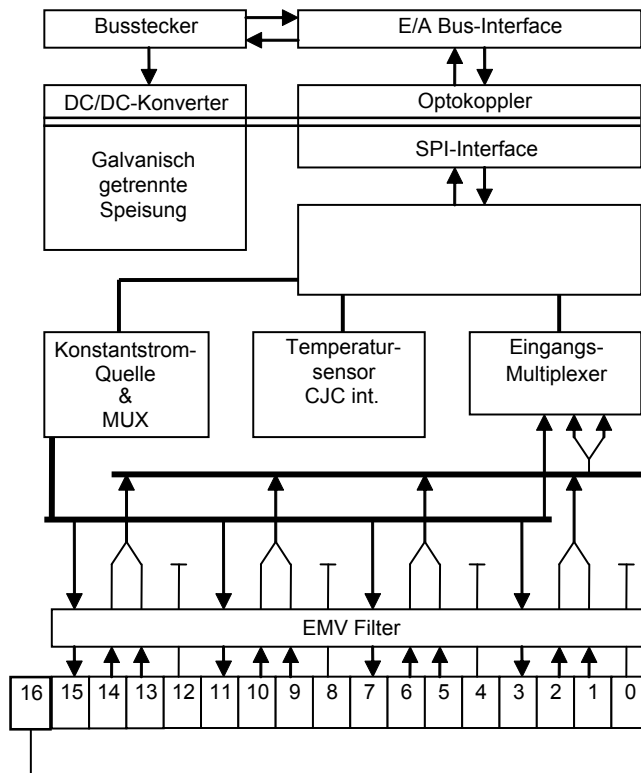 Busstecker
E/A Bus-Interface
DC/DC-Konverter
Optokoppler
SPI-Interface
Galvanisch
getrennte
Speisung
Konstantstrom-
Quelle
&
MUX
Temperatur-
sensor
CJC int.
Eingangs-
Multiplexer
EMV Filter
16 15 14 13 12 11 10 9 8 7 6 5 4 3 2 1 0